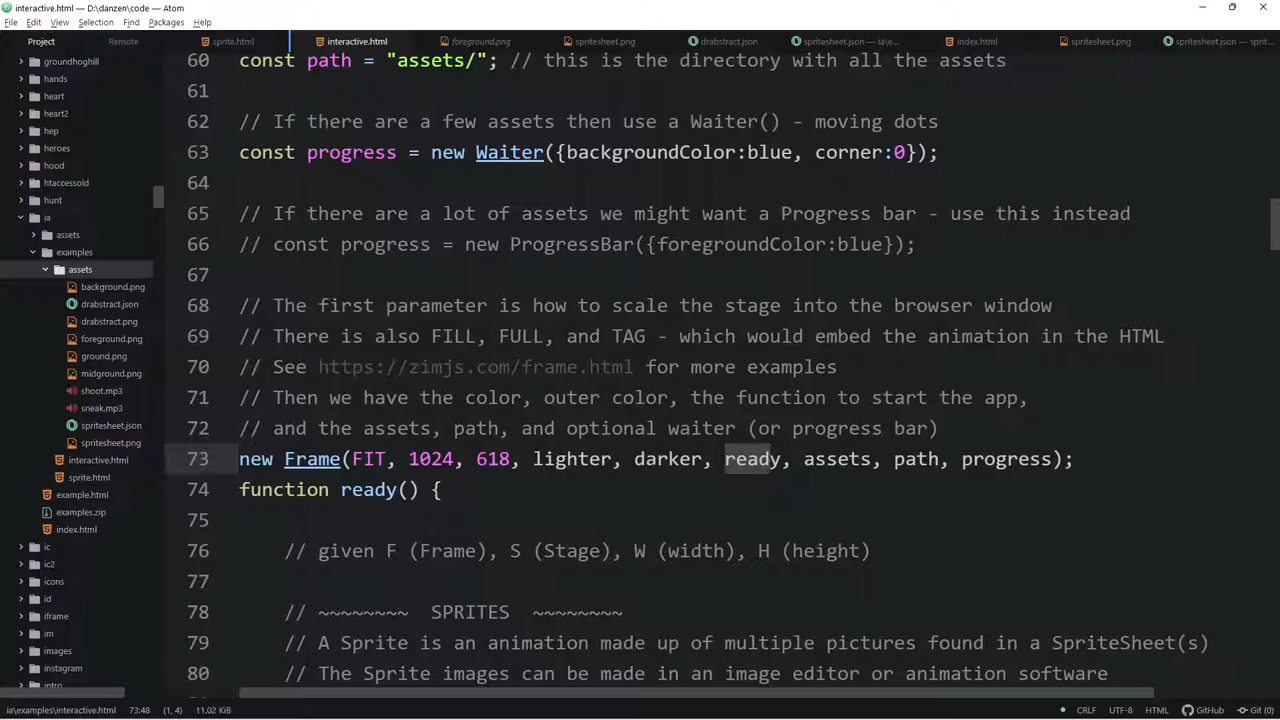 interactive.html — D:\danzen\code — Atom
File Edit View Selection Find Packages Help
Project Remote
sprite.html interactive.html foreground.png spritesheet.png drabstract.json spritesheet.json — ia\e... index.html spritesheet.png spritesheet.json — sprit...
groundhoghill
hands
heart
heart2
hep
heroes
hood
htaccessold
hunt
ia
assets
examples
assets
background.png
drabstract.json
drabstract.png
foreground.png
ground.png
midground.png
shoot.mp3
sneak.mp3
spritesheet.json
spritesheet.png
interactive.html
sprite.html
example.html
examples.zip
index.html
ic
ic2
icons
id
iframe
im
images
instagram
intro
60 const path = "assets/"; // this is the directory with all the assets
61
62 // If there are a few assets then use a Waiter() - moving dots
63 const progress = new Waiter({backgroundColor:blue, corner:0});
64
65 // If there are a lot of assets we might want a Progress bar - use this instead
66 // const progress = new ProgressBar({foregroundColor:blue});
67
68 // The first parameter is how to scale the stage into the browser window
69 // There is also FILL, FULL, and TAG - which would embed the animation in the HTML
70 // See https://zimjs.com/frame.html for more examples
71 // Then we have the color, outer color, the function to start the app,
72 // and the assets, path, and optional waiter (or progress bar)
73 new Frame(FIT, 1024, 618, lighter, darker, ready, assets, path, progress);
74 function ready() {
75
76 // given F (Frame), S (Stage), W (width), H (height)
77
78 // ~~~~~~~~ SPRITES ~~~~~~~~
79 // A Sprite is an animation made up of multiple pictures found in a SpriteSheet(s)
80 // The Sprite images can be made in an image editor or animation software
ia\examples\interactive.html 73:48 (1, 4) 11.02 KiB CRLF UTF-8 HTML GitHub Git (0)